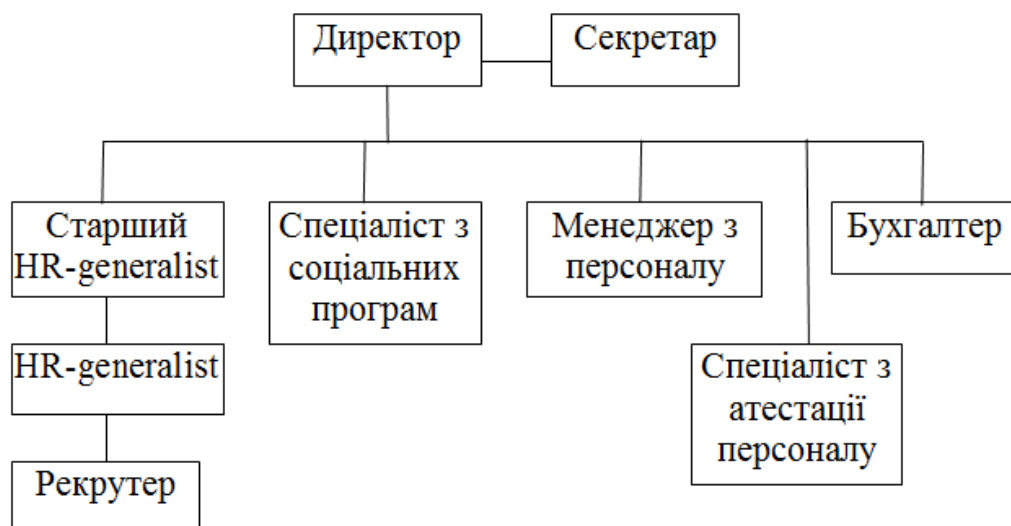 Директор
Секретар
Старший
HR-generalist
Спеціаліст з
соціальних
програм
Менеджер з
персоналу
Бухгалтер
HR-generalist
Спеціаліст з
атестації
персоналу
Рекрутер